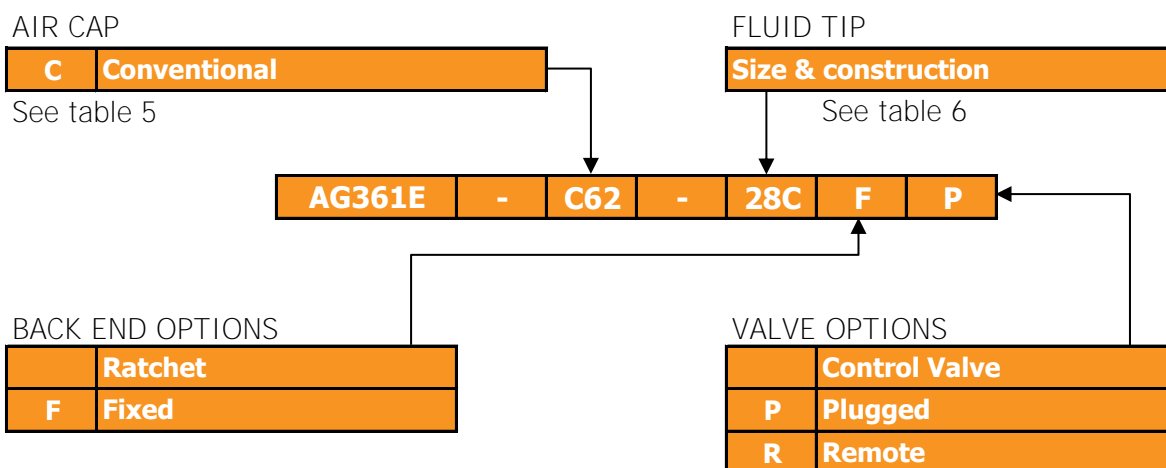 AIR CAP
C Conventional
See table 5
FLUID TIP
Size & construction
See table 6
AG361E - C62 - 28C F P
BACK END OPTIONS
Ratchet
F Fixed
VALVE OPTIONS
Control Valve
P Plugged
R Remote